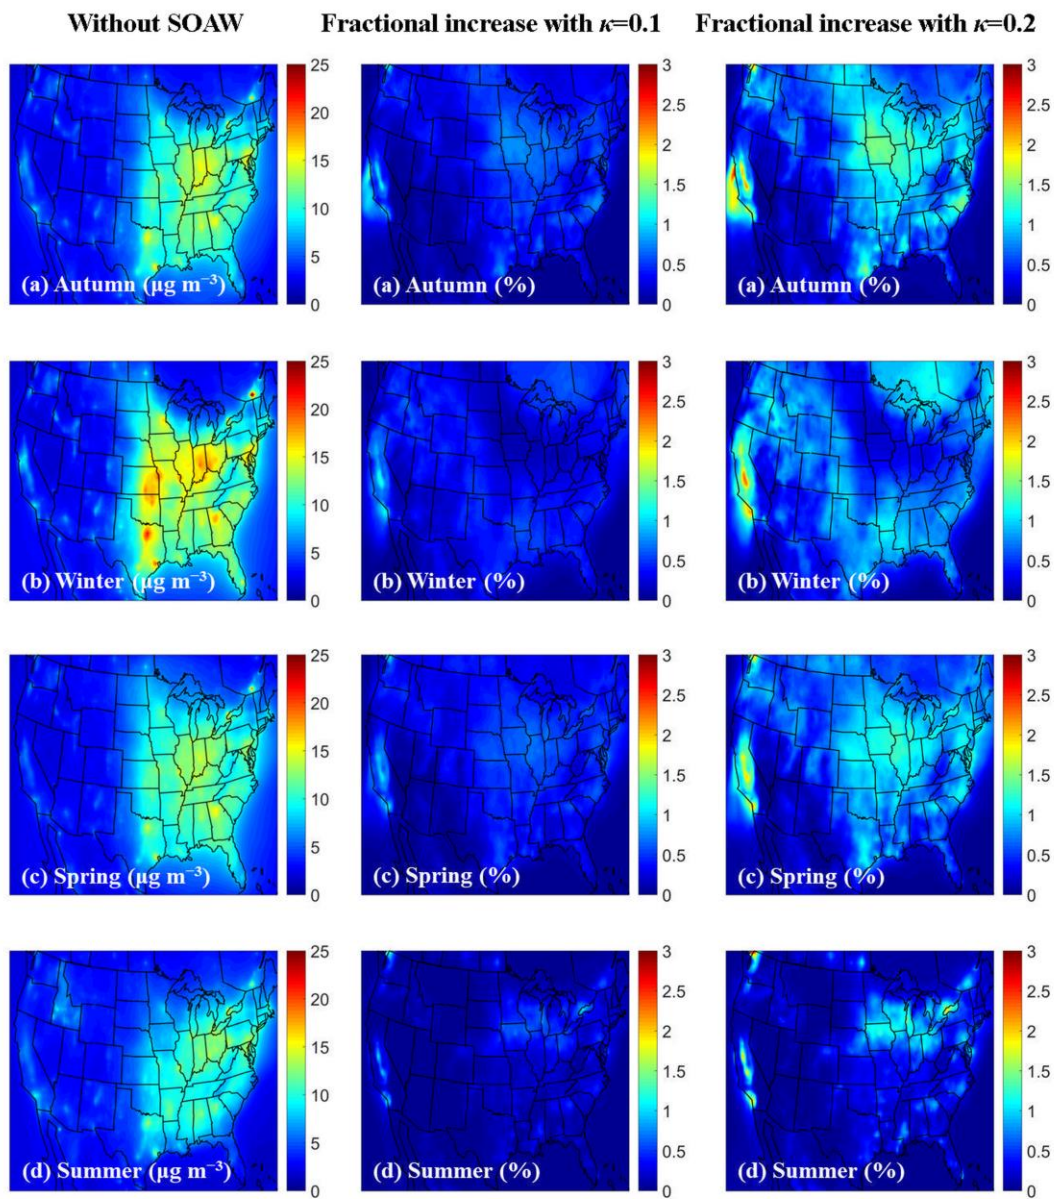 Without SOAW Fractional increase with κ=0.1 Fractional increase with κ=0.2
25 3 3
20 2.5 2.5
15 2 2
10 1.5 1.5
5 1 1
0 0.5 0.5
0 0
(a) Autumn (μg m⁻³) (a) Autumn (%) (a) Autumn (%)
25 3 3
20 2.5 2.5
15 2 2
10 1.5 1.5
5 1 1
0 0.5 0.5
0 0
(b) Winter (μg m⁻³) (b) Winter (%) (b) Winter (%)
25 3 3
20 2.5 2.5
15 2 2
10 1.5 1.5
5 1 1
0 0.5 0.5
0 0
(c) Spring (μg m⁻³) (c) Spring (%) (c) Spring (%)
25 3 3
20 2.5 2.5
15 2 2
10 1.5 1.5
5 1 1
0 0.5 0.5
0 0
(d) Summer (μg m⁻³) (d) Summer (%) (d) Summer (%)